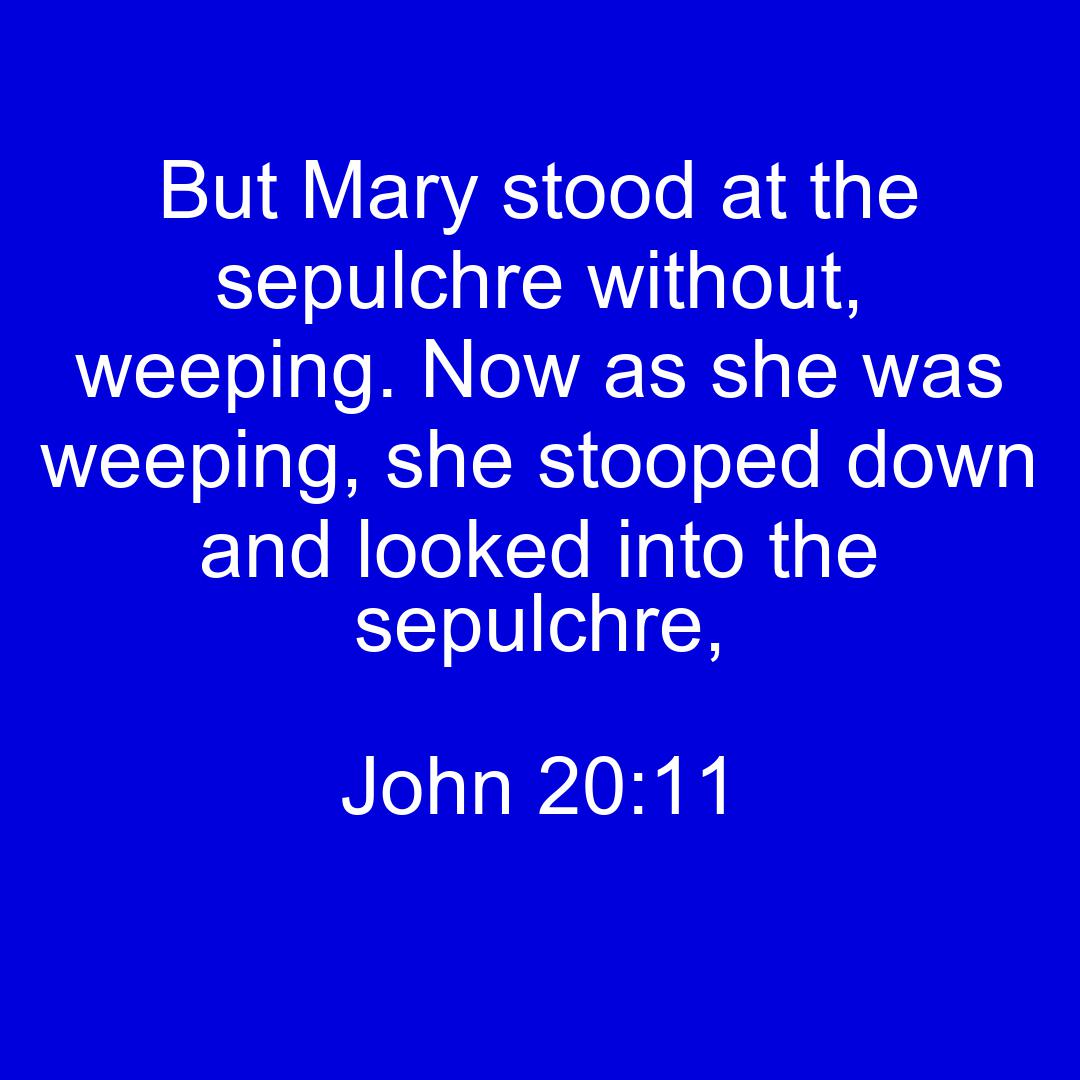 But Mary stood at the
sepulchre without,
weeping. Now as she was
weeping, she stooped down
and looked into the
sepulchre,
John 20:11